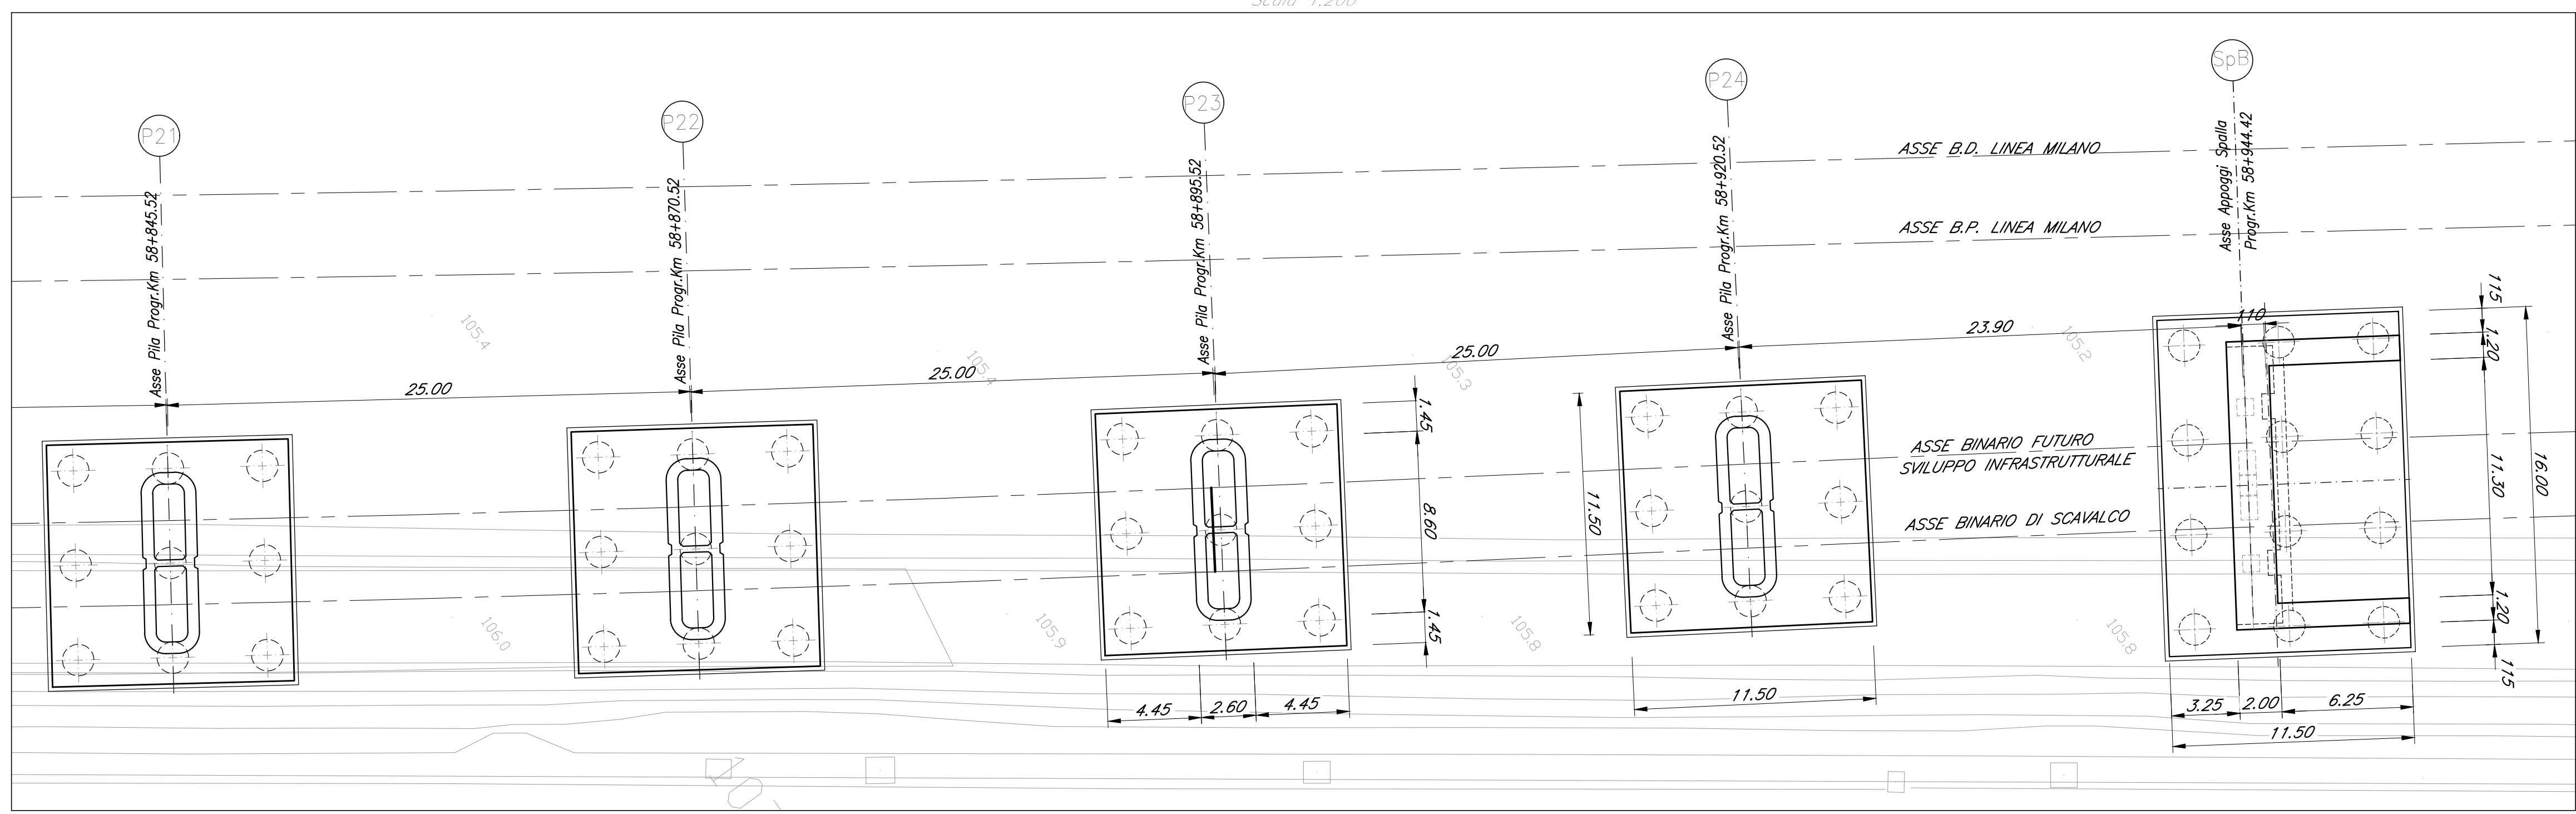 Scala 1:200
P21
P22
P23
P24
SpB
Asse Pila Progr.Km 58+845.52
Asse Pila Progr.Km 58+870.52
Asse Pila Progr.Km 58+895.52
Asse Pila Progr.Km 58+920.52
Asse Appoggi Spalla
Progr.Km 58+944.42
ASSE B.D. LINEA MILANO
ASSE B.P. LINEA MILANO
25.00
25.00
25.00
23.90
110
105.4
105.4
105.3
105.2
ASSE BINARIO FUTURO
SVILUPPO INFRASTRUTTURALE
ASSE BINARIO DI SCAVALCO
1.45
8.60
1.45
11.50
115
1.20
11.30
16.00
1.20
115
106.0
105.9
105.8
105.8
4.45
2.60
4.45
11.50
3.25
2.00
6.25
11.50